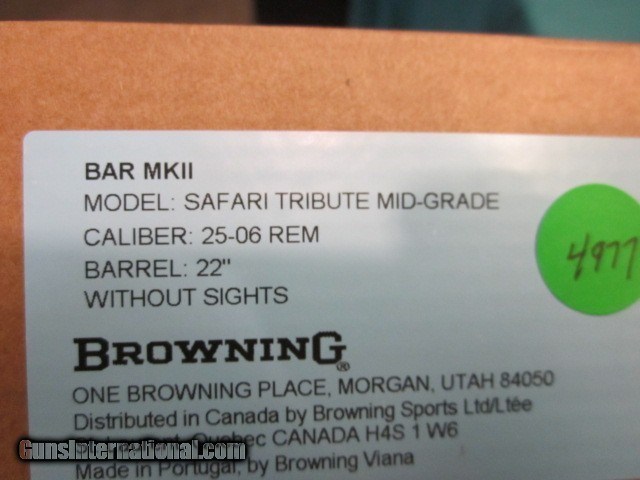 BAR MKII
MODEL: SAFARI TRIBUTE MID-GRADE
CALIBER: 25-06 REM
BARREL: 22"
WITHOUT SIGHTS
4977
BROWNING®
ONE BROWNING PLACE, MORGAN, UTAH 84050
Distributed in Canada by Browning Sports Ltd/Ltée
Quebec CANADA H4S 1 W6
GunsInternational.com
Made in Portugal, by Browning Viana